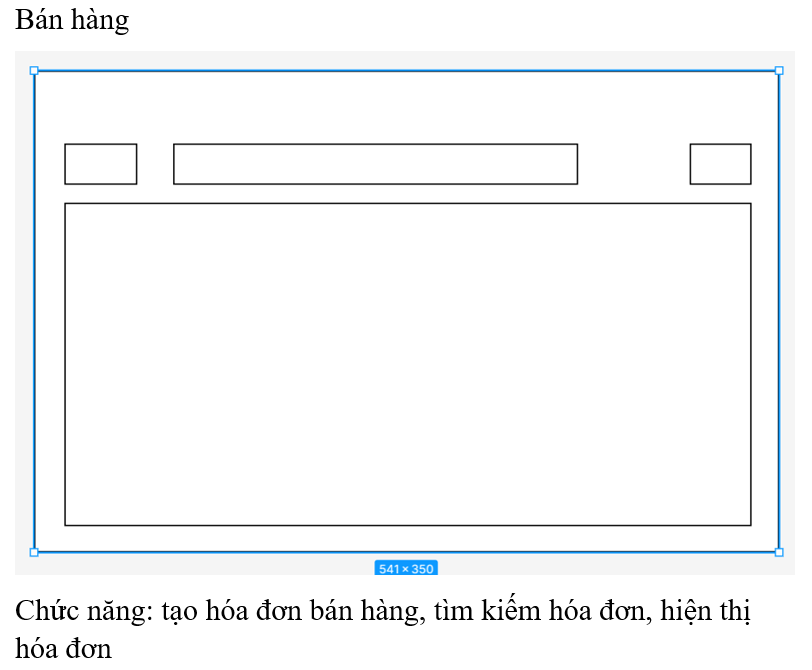 Bán hàng
541 × 350
Chức năng: tạo hóa đơn bán hàng, tìm kiếm hóa đơn, hiện thị
hóa đơn